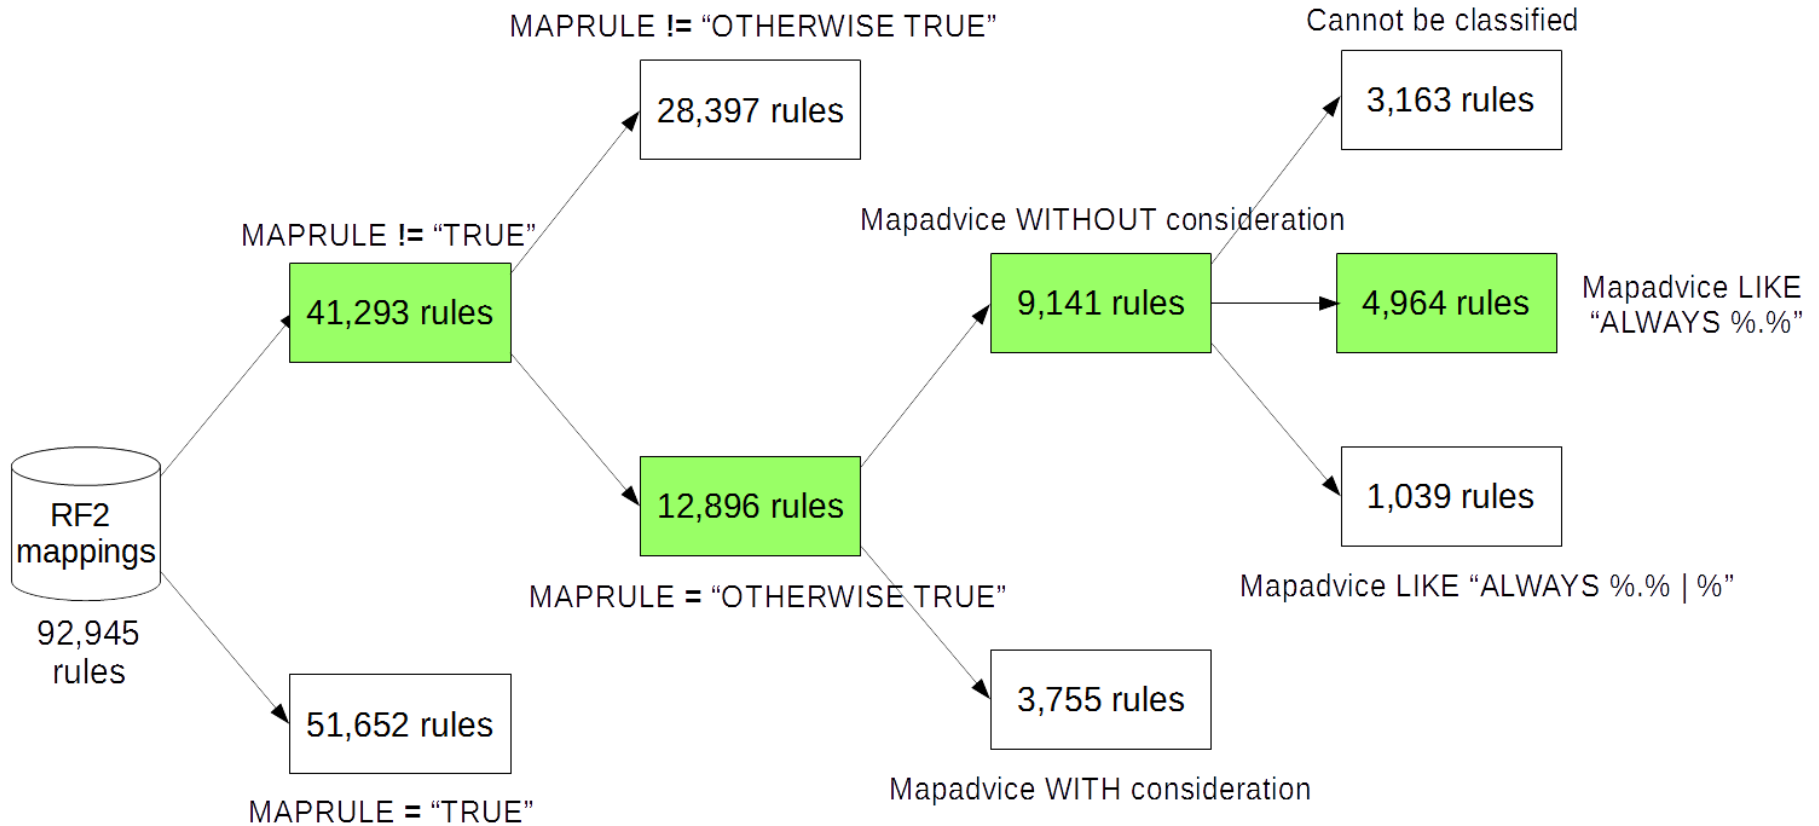 MAPRULE != “OTHERWISE TRUE”
28,397 rules
Cannot be classified
3,163 rules
MAPRULE != “TRUE”
41,293 rules
Mapadvice WITHOUT consideration
9,141 rules
4,964 rules
Mapadvice LIKE
“ALWAYS %.%”
RF2
mappings
92,945
rules
12,896 rules
MAPRULE = “OTHERWISE TRUE”
1,039 rules
Mapadvice LIKE “ALWAYS %.% | %”
51,652 rules
MAPRULE = “TRUE”
3,755 rules
Mapadvice WITH consideration